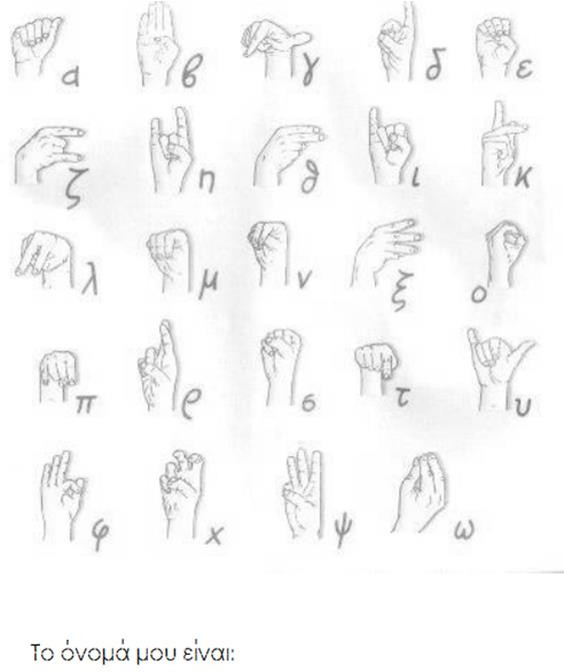 α β γ δ ε
ζ η θ ι κ
λ μ ν ξ ο
π ρ σ τ υ
φ χ ψ ω
Το όνομά μου είναι: